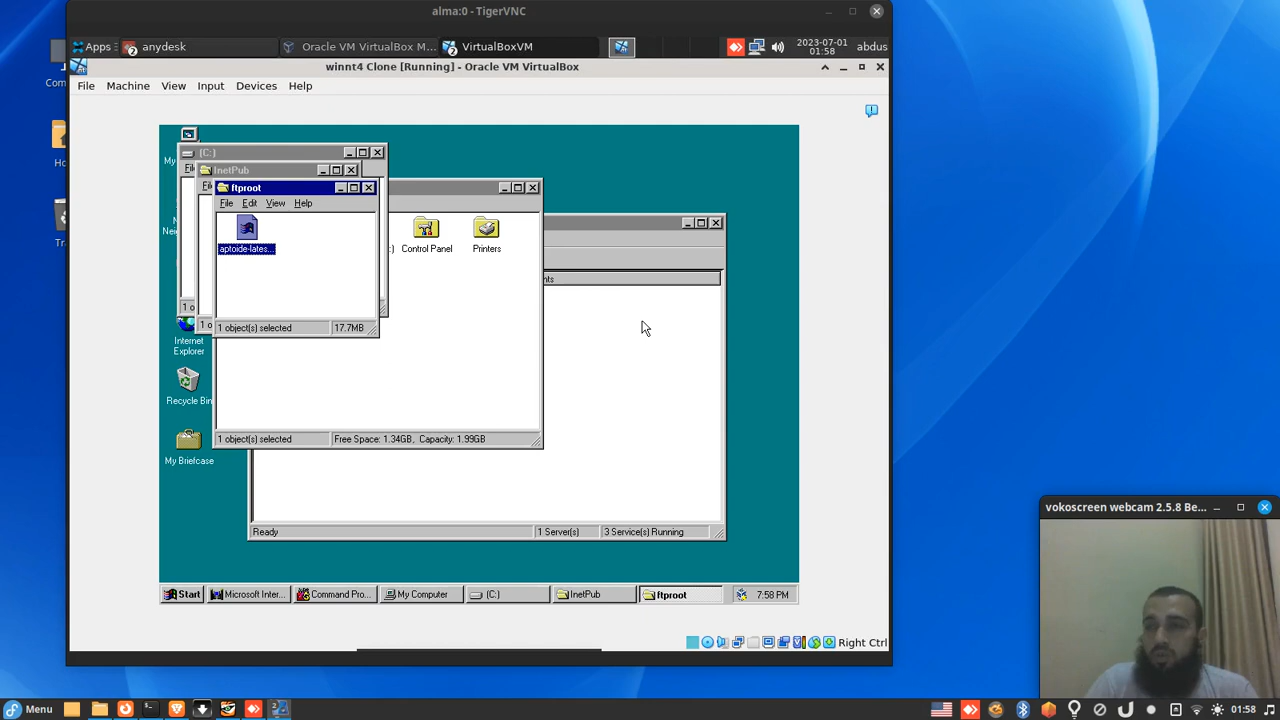 alma:0 - TigerVNC
Apps
anydesk
Oracle VM VirtualBox M...
VirtualBoxVM
2023-07-01
01:58
abdus
winnt4 Clone [Running] - Oracle VM VirtualBox
File Machine View Input Devices Help
(C:)
InetPub
ftproot
File Edit View Help
aptoide-lates...
1 object(s) selected 17.7MB
Control Panel
Printers
1 object(s) selected Free Space: 1.34GB, Capacity: 1.99GB
Ready 1 Server(s) 3 Service(s) Running
Internet
Explorer
Recycle Bin
My Briefcase
Start Microsoft Inter... Command Pro... My Computer (C:) InetPub ftproot 7:58 PM
Right Ctrl
vokoscreen webcam 2.5.8 Be...
Menu
01:58